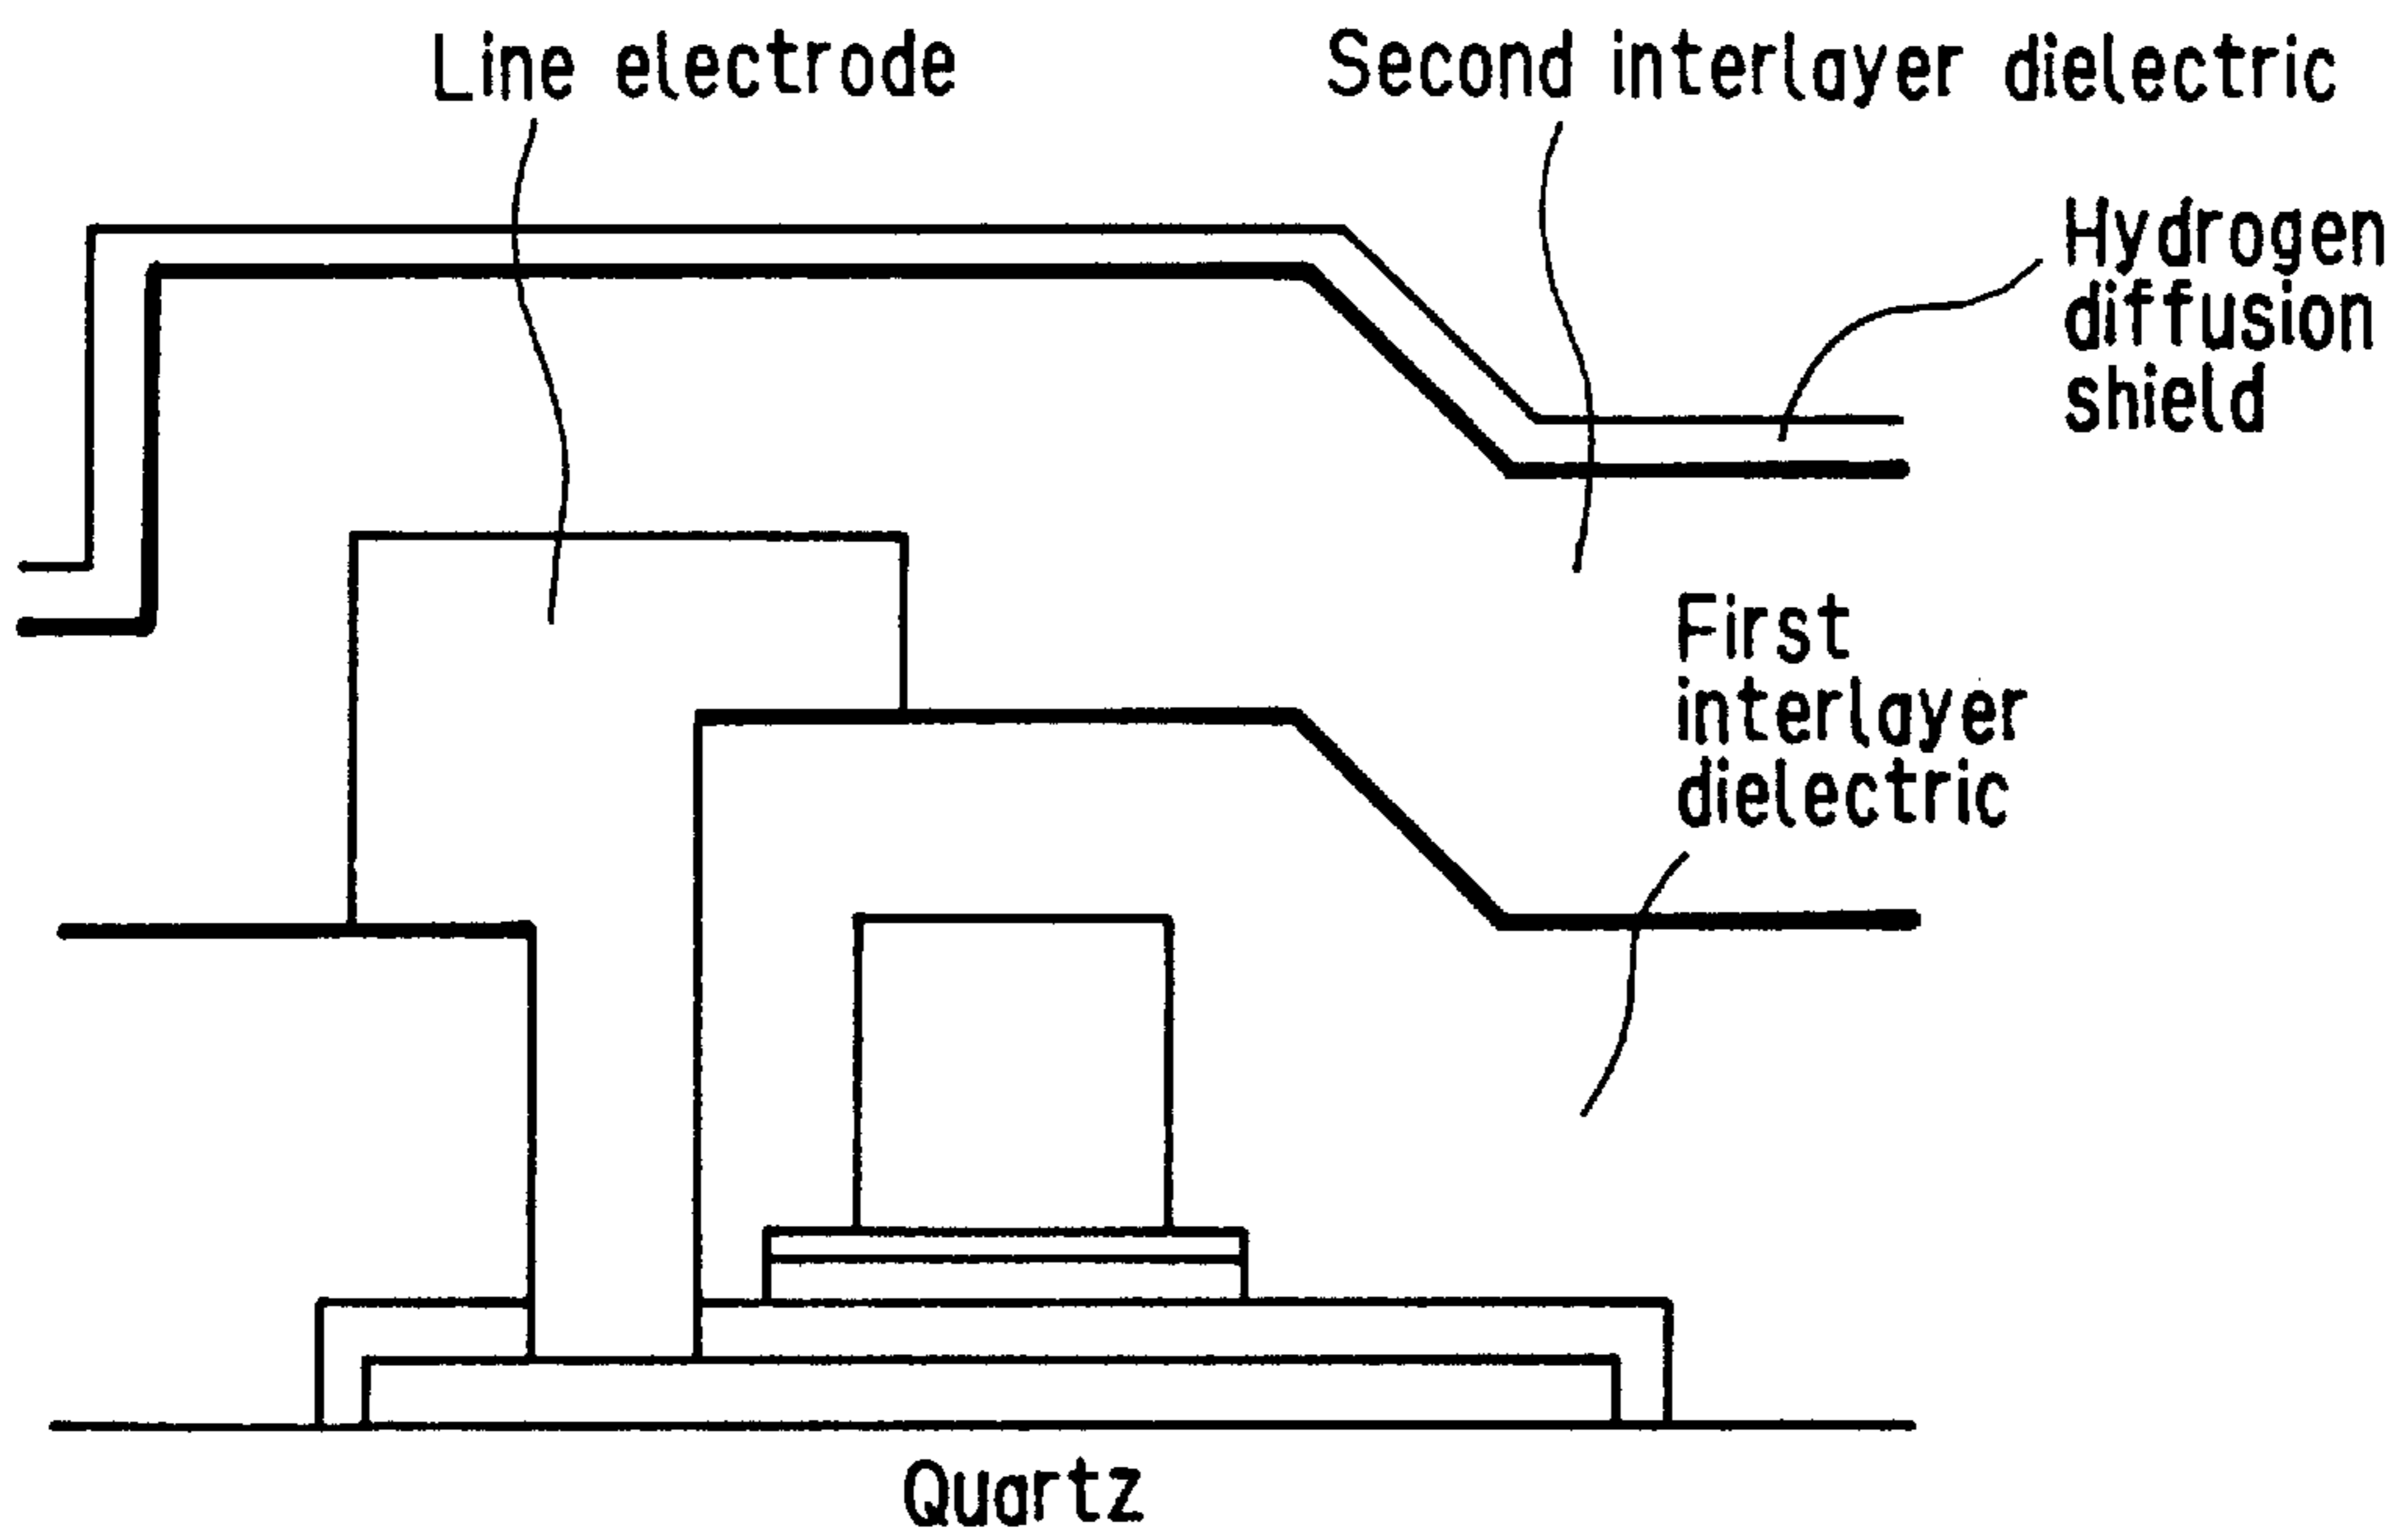 Line electrode
Second interlayer dielectric
Hydrogen
diffusion
shield
First
interlayer
dielectric
Quartz